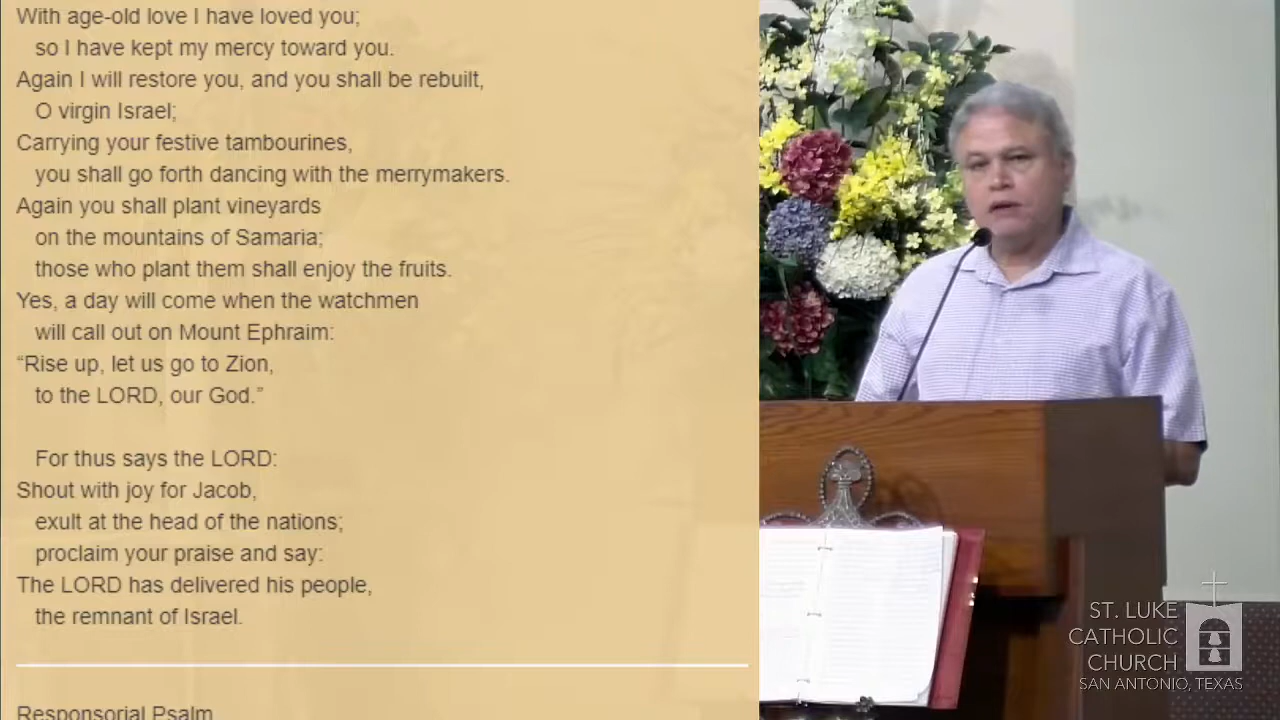 With age-old love I have loved you;
so I have kept my mercy toward you.
Again I will restore you, and you shall be rebuilt,
O virgin Israel;
Carrying your festive tambourines,
you shall go forth dancing with the merrymakers.
Again you shall plant vineyards
on the mountains of Samaria;
those who plant them shall enjoy the fruits.
Yes, a day will come when the watchmen
will call out on Mount Ephraim:
“Rise up, let us go to Zion,
to the LORD, our God.”
For thus says the LORD:
Shout with joy for Jacob,
exult at the head of the nations;
proclaim your praise and say:
The LORD has delivered his people,
the remnant of Israel.
Responsorial Psalm
ST. LUKE
CATHOLIC
CHURCH
SAN ANTONIO, TEXAS